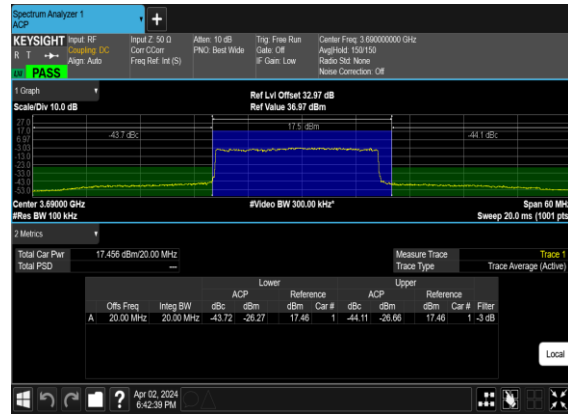 Spectrum Analyzer 1
ACP
KEYSIGHT Input: RF Input Z: 50 Ω Atten: 10 dB Trig: Free Run Center Freq: 3.690000000 GHz
R T Coupling: DC Corr CCorr PNO: Best Wide Gate: Off Avg|Hold: 150/150
Align: Auto Freq Ref: Int (S) IF Gain: Low Radio Std: None
PASS Noise Correction: Off
1 Graph Ref Lvl Offset 32.97 dB
Scale/Div 10.0 dB Ref Value 36.97 dBm
27.0 17.5 dBm
17.0 -43.7 dBc -44.1 dBc
6.97
-3.03
-13.0
-23.0
-33.0
-43.0
-53.0
Center 3.69000 GHz #Video BW 300.00 kHz* Span 60 MHz
#Res BW 100 kHz Sweep 20.0 ms (1001 pts
2 Metrics
Total Car Pwr 17.456 dBm/20.00 MHz Measure Trace Trace 1
Total PSD --- Trace Type Trace Average (Active)
Lower Upper
ACP Reference ACP Reference
Offs Freq Integ BW dBc dBm dBm Car # dBc dBm dBm Car # Filter
A 20.00 MHz 20.00 MHz -43.72 -26.27 17.46 1 -44.11 -26.66 17.46 1 -3 dB
Local
Apr 02, 2024
6:42:39 PM